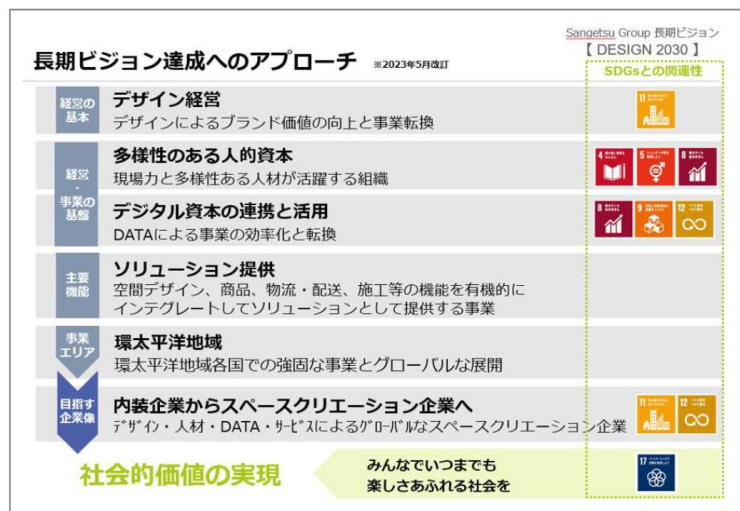 Sangetsu Group 長期ビジョン
【 DESIGN 2030 】
長期ビジョン達成へのアプローチ ※2023年5月改訂
SDGsとの関連性
経営の
基本
デザイン経営
デザインによるブランド価値の向上と事業転換
11
経営
・
事業の
基盤
多様性のある人的資本
現場力と多様性ある人材が活躍する組織
4 5 8
デジタル資本の連携と活用
DATAによる事業の効率化と転換
8 9 12
主要
機能
ソリューション提供
空間デザイン、商品、物流・配送、施工等の機能を有機的に
インテグレートしてソリューションとして提供する事業
事業
エリア
環太平洋地域
環太平洋地域各国での強固な事業とグローバルな展開
目指す
企業像
内装企業からスペースクリエーション企業へ
ﾃﾞｻﾞｲﾝ・人材・DATA・ｻｰﾋﾞｽによるｸﾞﾛｰﾊﾞﾙなスペースクリエーション企業
11 12
社会的価値の実現
みんなでいつまでも
楽しさあふれる社会を
17